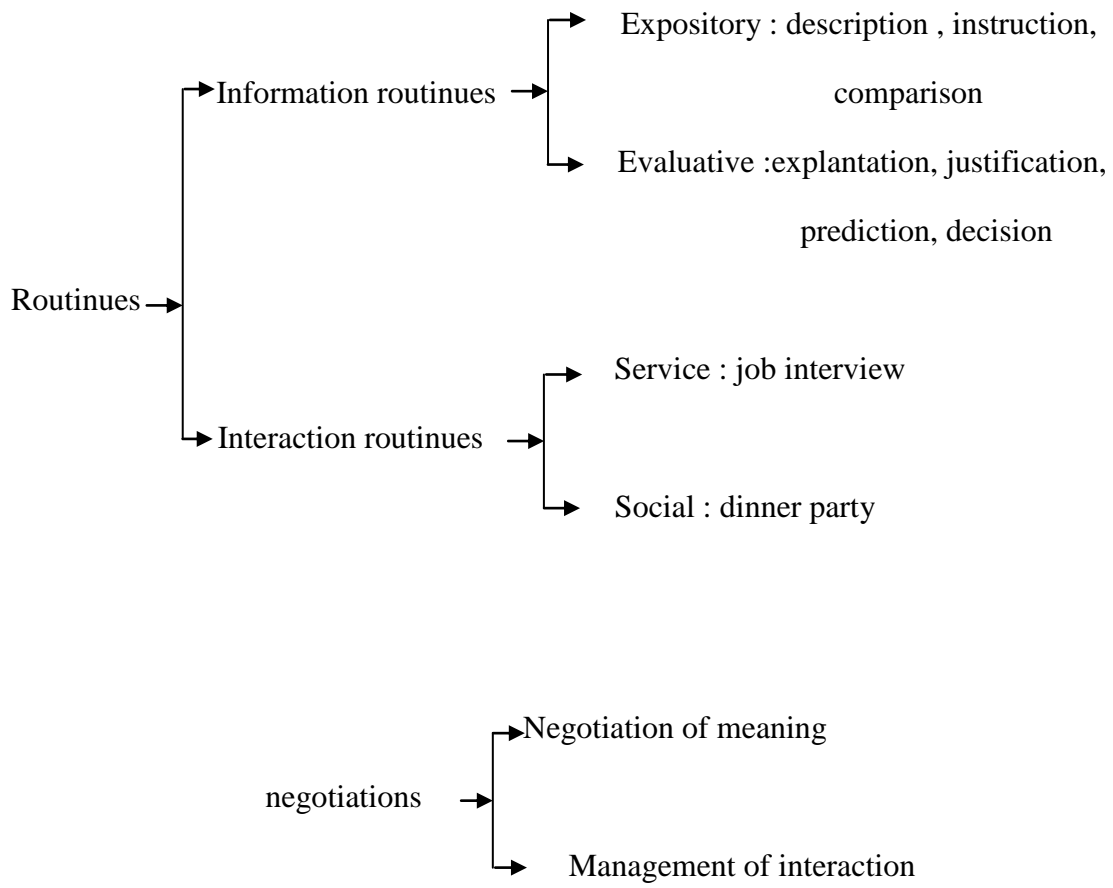 Expository : description , instruction,
Information routinues
comparison
Evaluative :explantation, justification,
prediction, decision
Routinues
Service : job interview
Interaction routinues
Social : dinner party
Negotiation of meaning
negotiations
Management of interaction